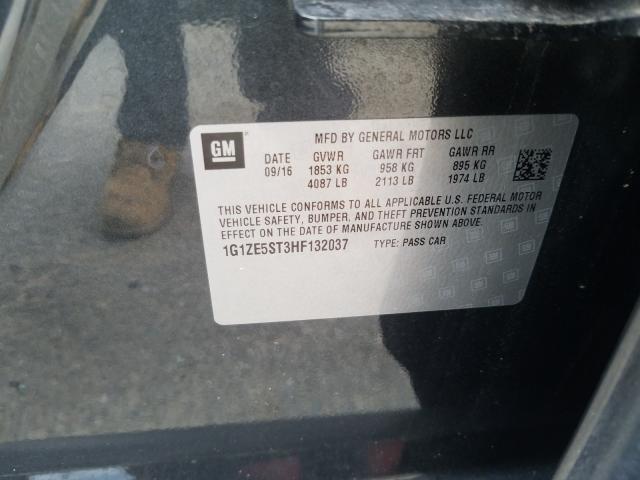 GM
MFD BY GENERAL MOTORS LLC
DATE GVWR GAWR FRT GAWR RR
09/16 1853 KG 958 KG 895 KG
4087 LB 2113 LB 1974 LB
THIS VEHICLE CONFORMS TO ALL APPLICABLE U.S. FEDERAL MOTOR
VEHICLE SAFETY, BUMPER, AND THEFT PREVENTION STANDARDS IN
EFFECT ON THE DATE OF MANUFACTURE SHOWN ABOVE.
1G1ZE5ST3HF132037 TYPE: PASS CAR